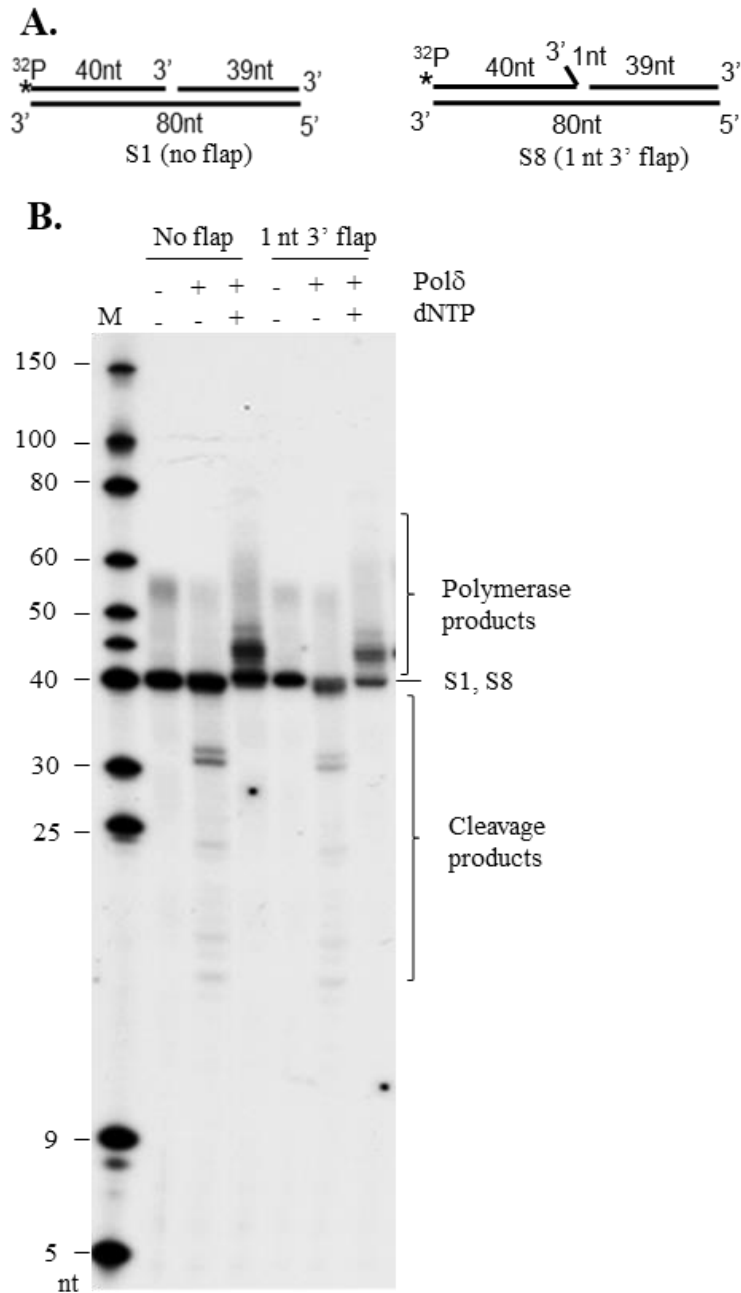 A.
32P 40nt 3’ 39nt 3’
*
3’ 80nt 5’
S1 (no flap)
32P 40nt 3’ 1nt 39nt 3’
*
3’ 80nt 5’
S8 (1 nt 3’ flap)
B.
No flap 1 nt 3’ flap
- + + - + + Polδ
M - - + - - + dNTP
150
100
80
60
50
40
30
25
9
5
nt
Polymerase
products
S1, S8
Cleavage
products